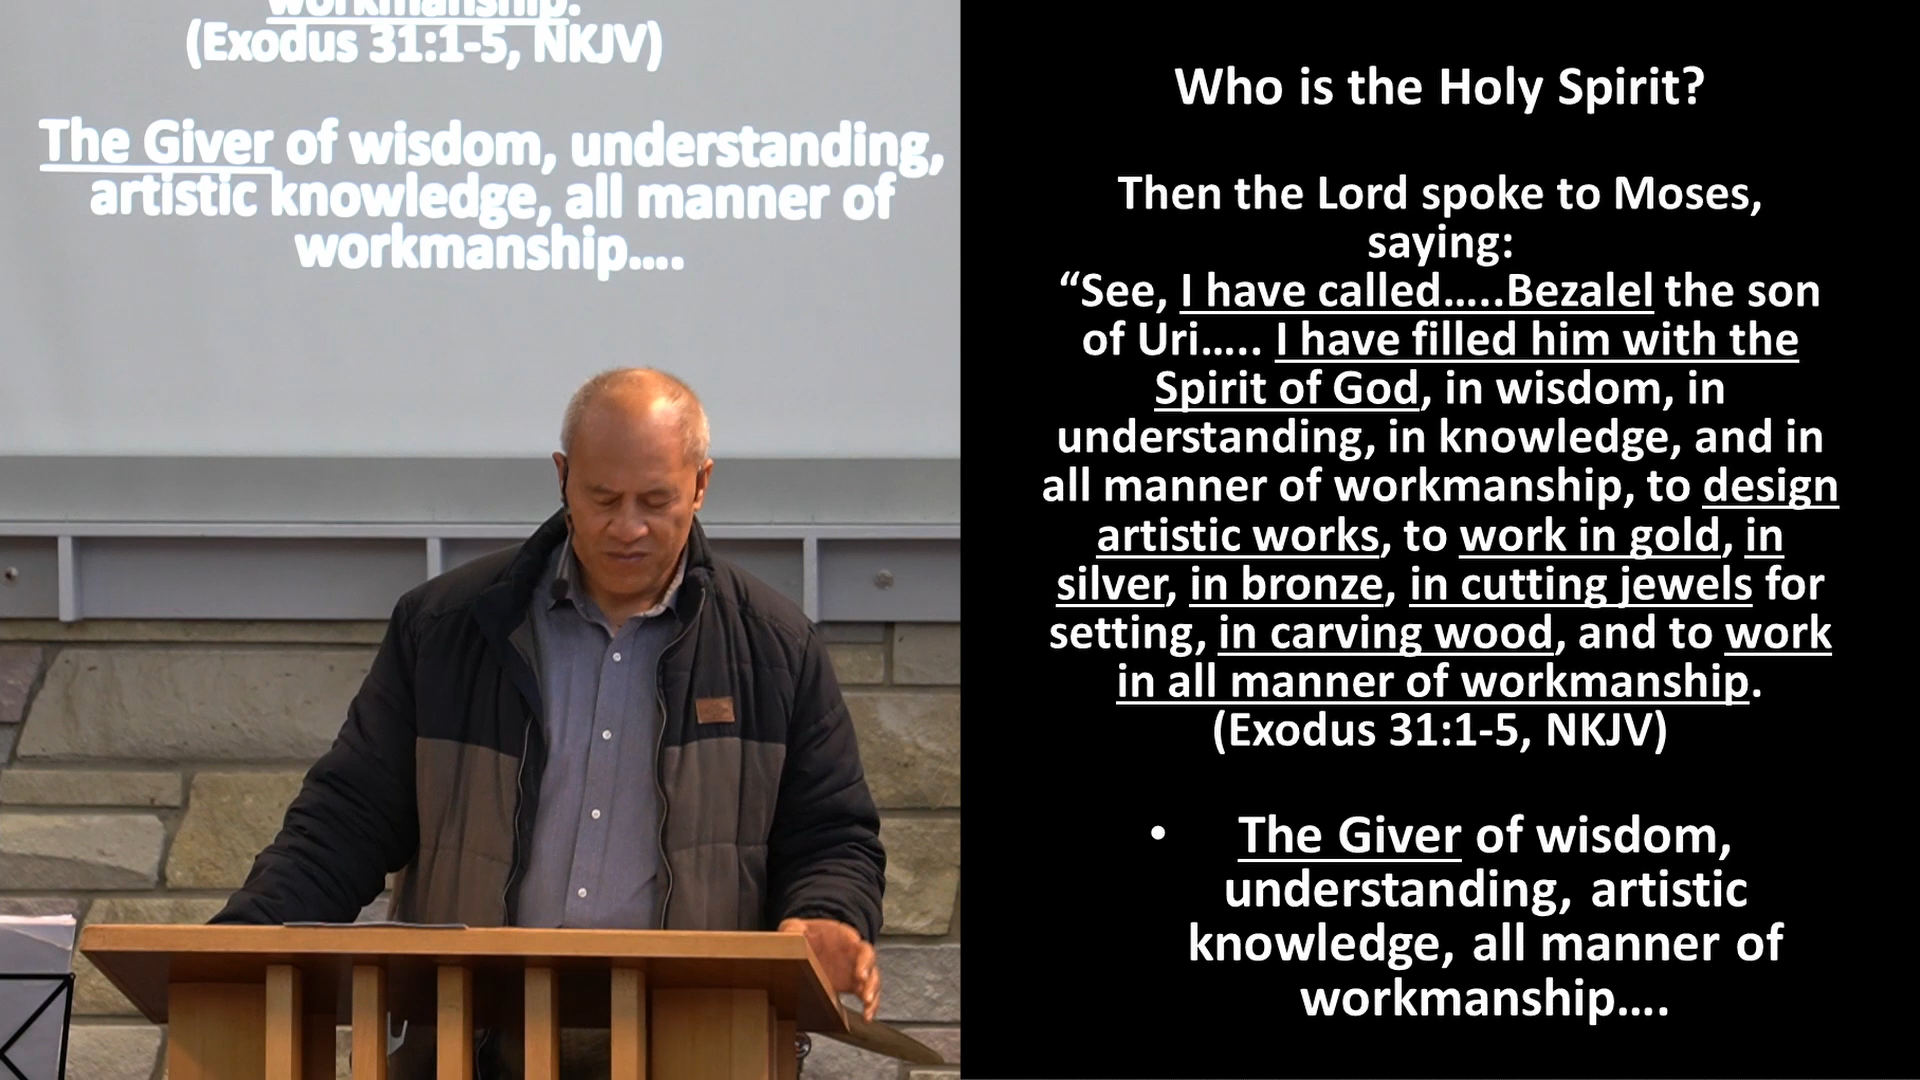 workmanship.
(Exodus 31:1-5, NKJV)
The Giver of wisdom, understanding,
artistic knowledge, all manner of
workmanship....
Who is the Holy Spirit?
Then the Lord spoke to Moses,
saying:
“See, I have called…..Bezalel the son
of Uri….. I have filled him with the
Spirit of God, in wisdom, in
understanding, in knowledge, and in
all manner of workmanship, to design
artistic works, to work in gold, in
silver, in bronze, in cutting jewels for
setting, in carving wood, and to work
in all manner of workmanship.
(Exodus 31:1-5, NKJV)
• The Giver of wisdom,
understanding, artistic
knowledge, all manner of
workmanship….